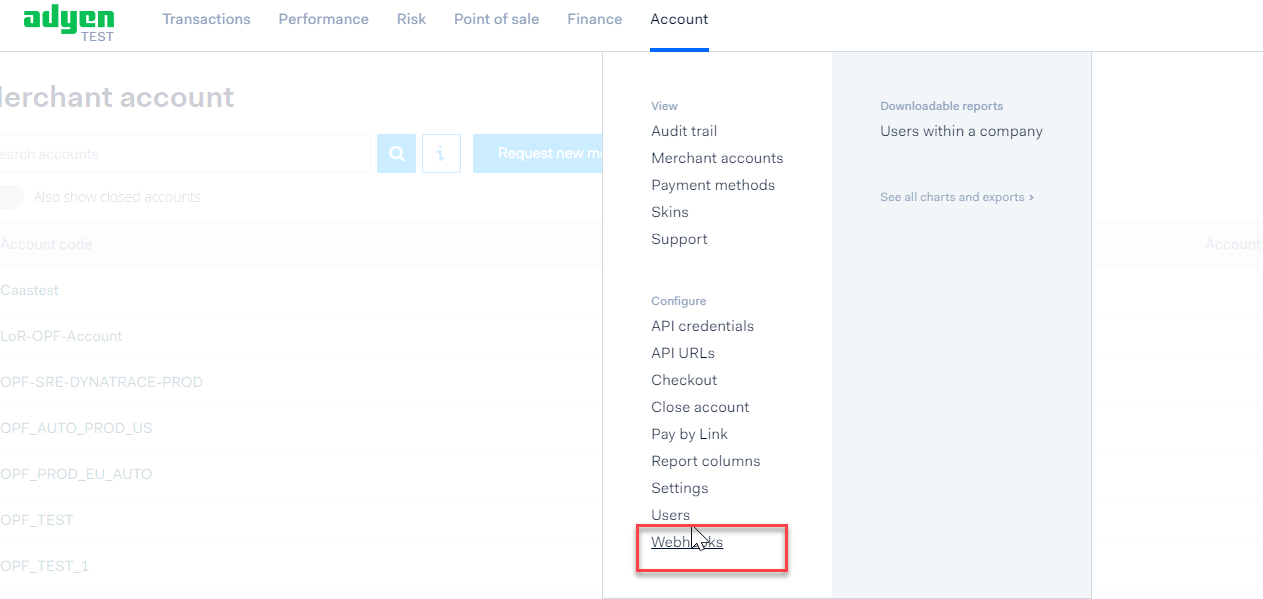 adyen
TEST
Transactions
Performance
Risk
Point of sale
Finance
Account
erchant account
earch accounts
Request new m
Also show closed accounts
Account code
Account
Caastest
LoR-OPF-Account
OPF-SRE-DYNATRACE-PROD
OPF_AUTO_PROD_US
OPF_PROD_EU_AUTO
OPF_TEST
OPF_TEST_1
View
Audit trail
Merchant accounts
Payment methods
Skins
Support
Configure
API credentials
API URLs
Checkout
Close account
Pay by Link
Report columns
Settings
Users
Webhooks
Downloadable reports
Users within a company
See all charts and exports >